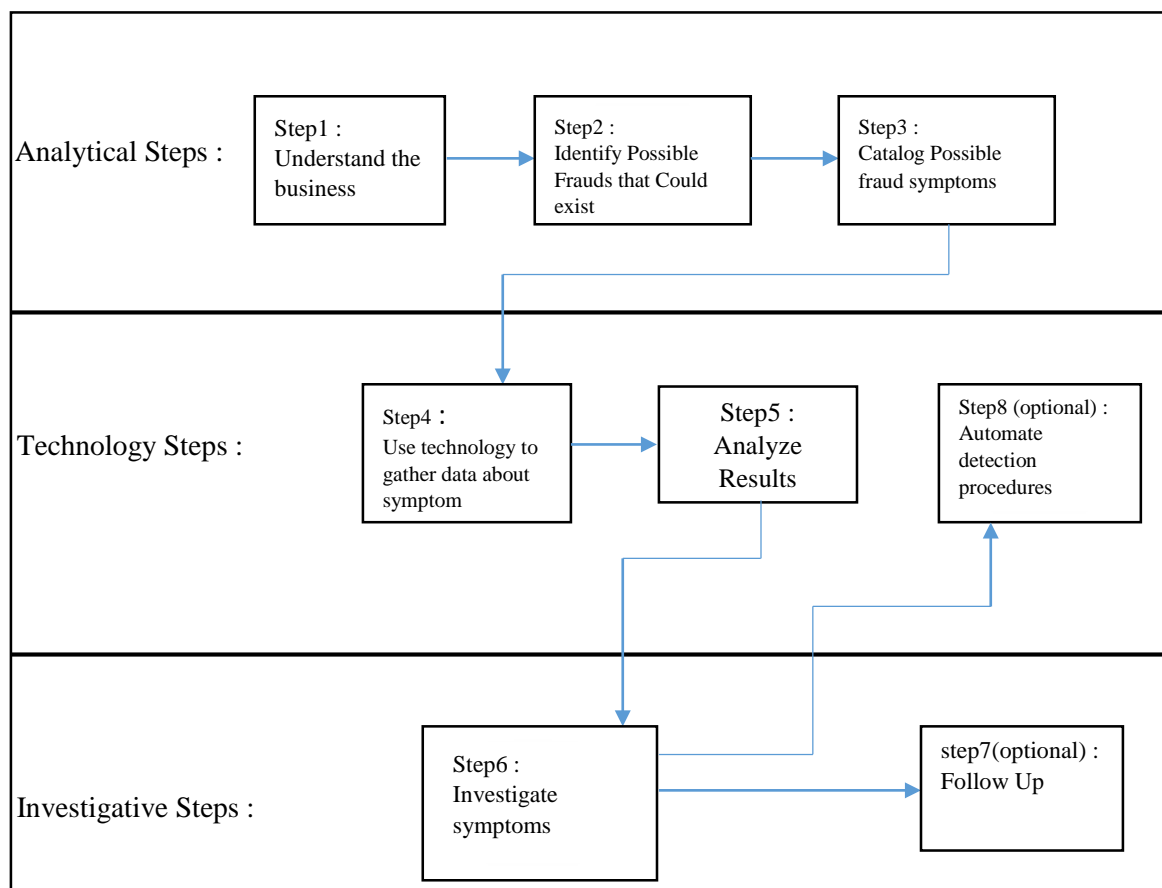 Analytical Steps :
Step1 :
Understand the
business
Step2 :
Identify Possible
Frauds that Could
exist
Step3 :
Catalog Possible
fraud symptoms
Technology Steps :
Step4 :
Use technology to
gather data about
symptom
Step5 :
Analyze
Results
Step8 (optional) :
Automate
detection
procedures
Investigative Steps :
Step6 :
Investigate
symptoms
step7(optional) :
Follow Up